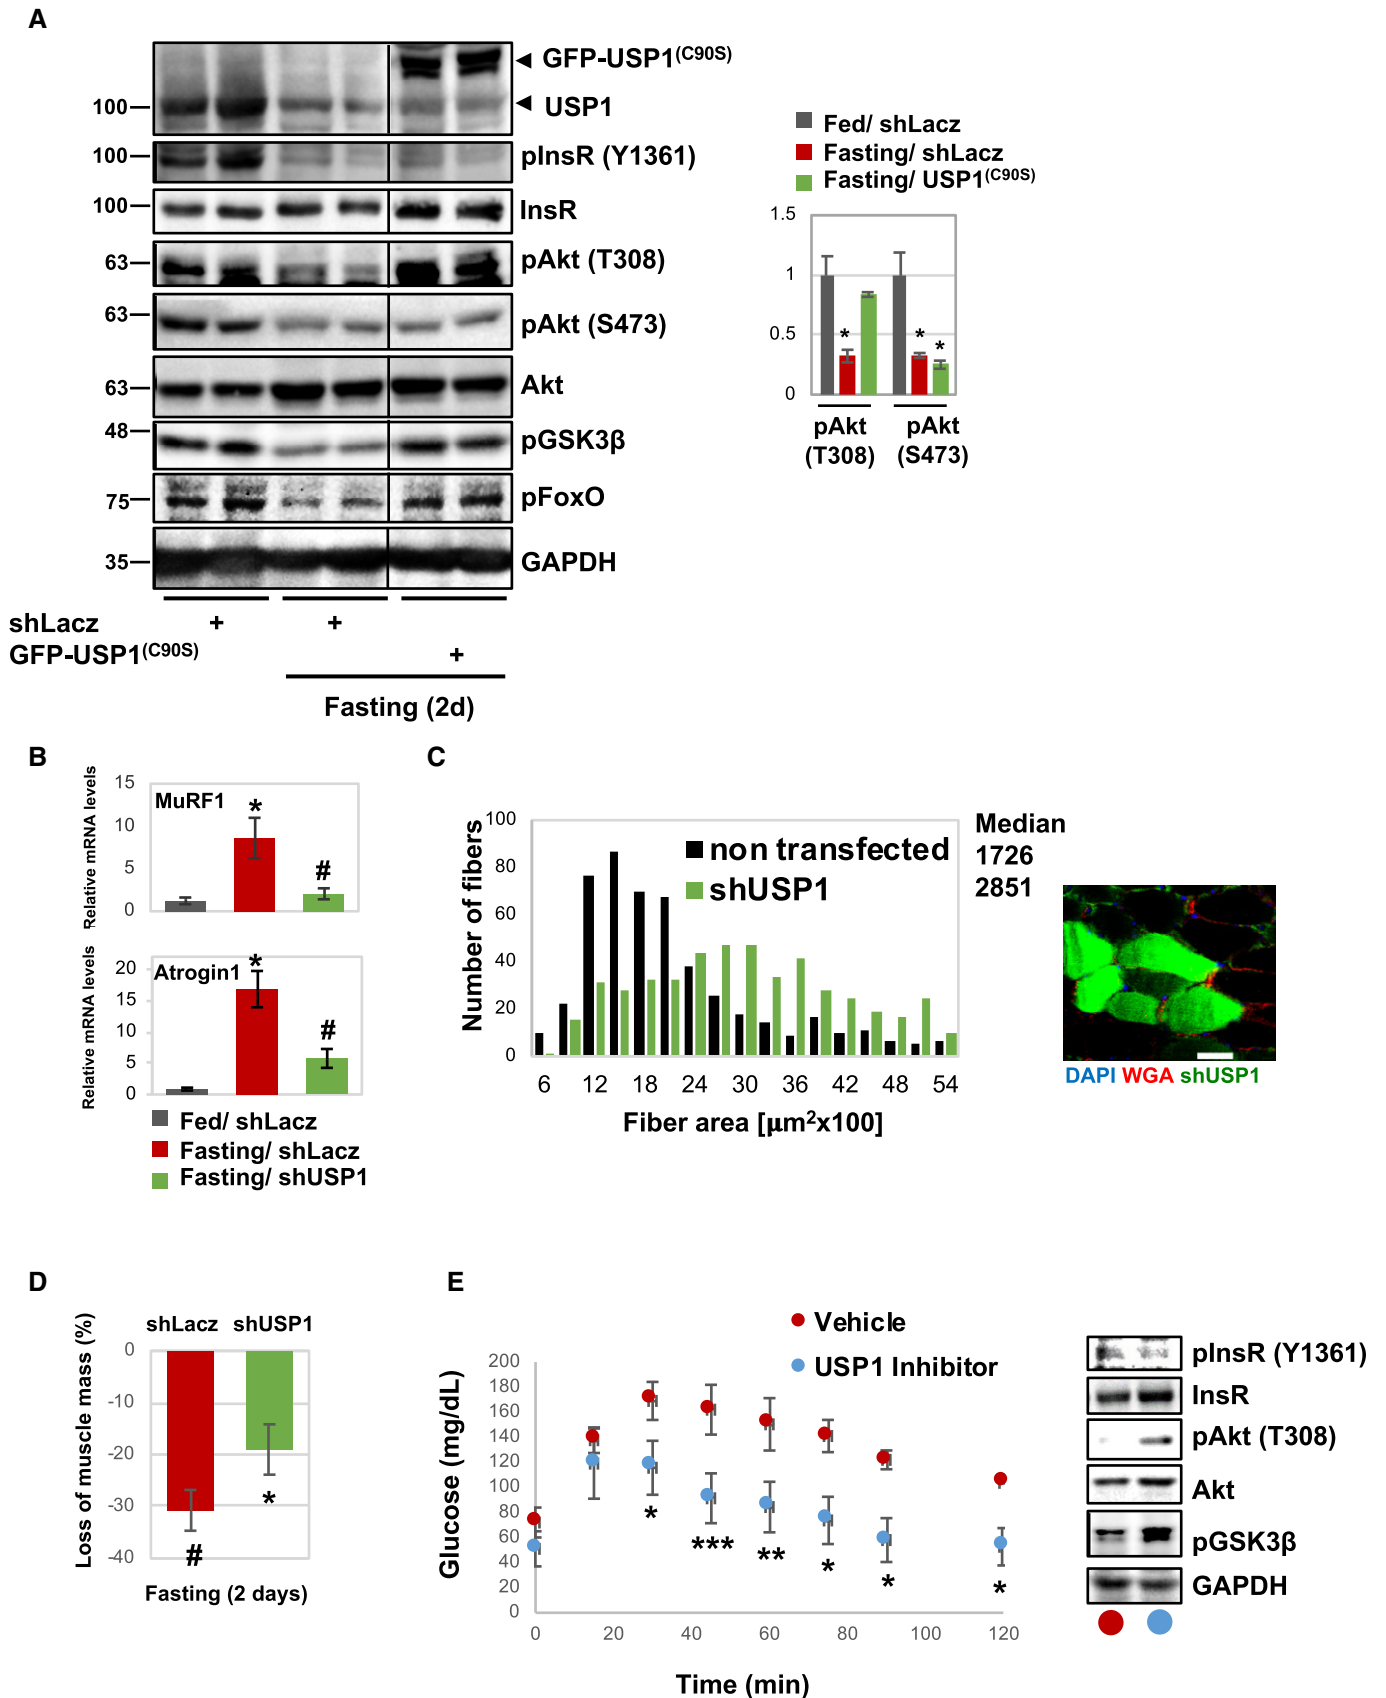 A
GFP-USP1(C90S)
100
USP1
100
pInsR (Y1361)
100
InsR
63
pAkt (T308)
63
pAkt (S473)
63
Akt
48
pGSK3β
75
pFoxO
35
GAPDH
shLacz + +
GFP-USP1(C90S) +
Fasting (2d)
Fed/ shLacz
Fasting/ shLacz
Fasting/ USP1(C90S)
1.5
1
0.5
0
* * *
pAkt (T308)
pAkt (S473)
B
Relative mRNA levels
15
10
5
0
MuRF1
*
#
Relative mRNA levels
20
15
10
5
0
Atrogin1
*
#
Fed/ shLacz
Fasting/ shLacz
Fasting/ shUSP1
C
Number of fibers
100
80
60
40
20
0
non transfected
shUSP1
Median
1726
2851
6 12 18 24 30 36 42 48 54
Fiber area [µm2x100]
DAPI WGA shUSP1
D
Loss of muscle mass (%)
shLacz shUSP1
0
-10
-20
-30
-40
#
*
Fasting (2 days)
E
Vehicle
USP1 Inhibitor
Glucose (mg/dL)
200
180
160
140
120
100
80
60
40
20
0
* *** ** * * *
0 20 40 60 80 100 120
Time (min)
pInsR (Y1361)
InsR
pAkt (T308)
Akt
pGSK3β
GAPDH